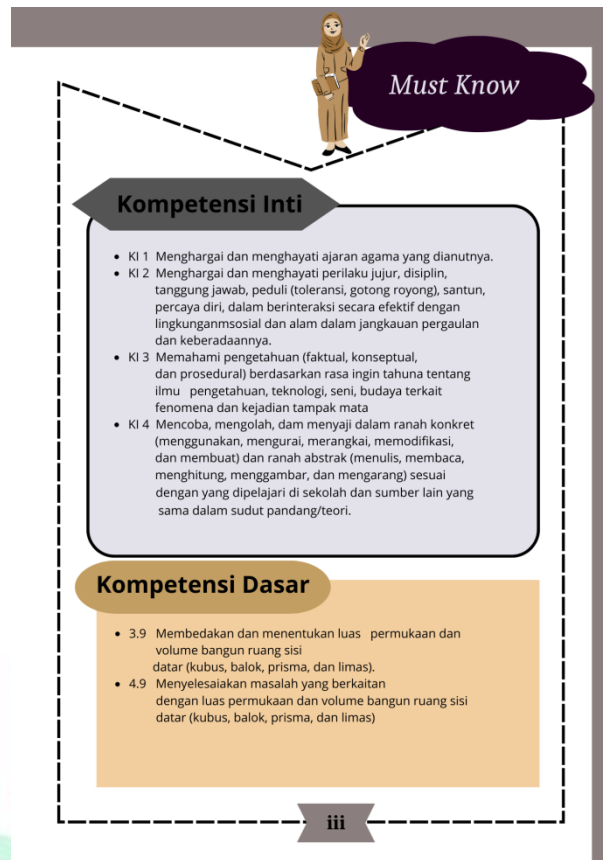 Must Know
Kompetensi Inti
• KI 1 Menghargai dan menghayati ajaran agama yang dianutnya.
• KI 2 Menghargai dan menghayati perilaku jujur, disiplin,
tanggung jawab, peduli (toleransi, gotong royong), santun,
percaya diri, dalam berinteraksi secara efektif dengan
lingkunganmsosial dan alam dalam jangkauan pergaulan
dan keberadaannya.
• KI 3 Memahami pengetahuan (faktual, konseptual,
dan prosedural) berdasarkan rasa ingin tahuna tentang
ilmu pengetahuan, teknologi, seni, budaya terkait
fenomena dan kejadian tampak mata
• KI 4 Mencoba, mengolah, dam menyaji dalam ranah konkret
(menggunakan, mengurai, merangkai, memodifikasi,
dan membuat) dan ranah abstrak (menulis, membaca,
menghitung, menggambar, dan mengarang) sesuai
dengan yang dipelajari di sekolah dan sumber lain yang
sama dalam sudut pandang/teori.
Kompetensi Dasar
• 3.9 Membedakan dan menentukan luas permukaan dan
volume bangun ruang sisi
datar (kubus, balok, prisma, dan limas).
• 4.9 Menyelesaiakan masalah yang berkaitan
dengan luas permukaan dan volume bangun ruang sisi
datar (kubus, balok, prisma, dan limas)
iii